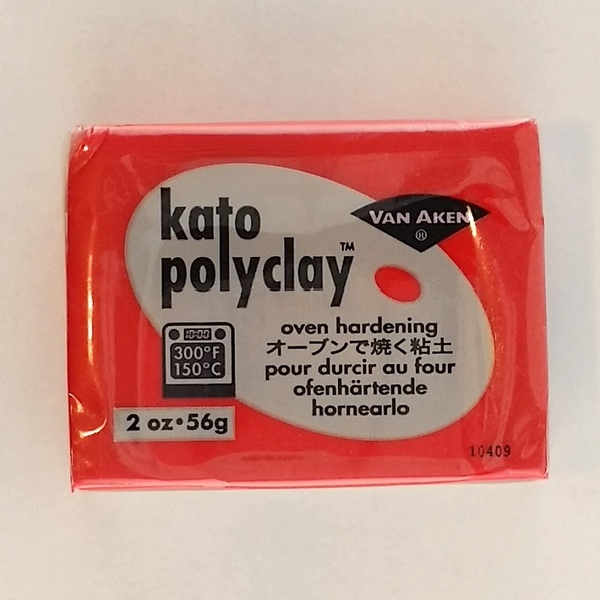 kato
polyclay™
VAN AKEN
®
10:00
300°F
150°C
oven hardening
オーブンで焼く粘土
pour durcir au four
ofenhärtende
hornearlo
2 oz•56g
10409